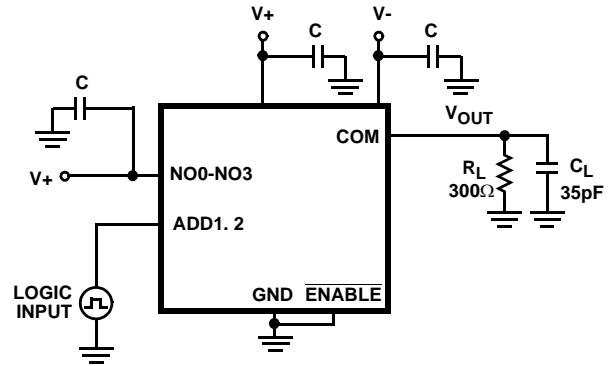 V+
V-
C
C
C
VOUT
COM
V+
NO0-NO3
RL
300Ω
CL
35pF
ADD1. 2
LOGIC
INPUT
GND
ENABLE